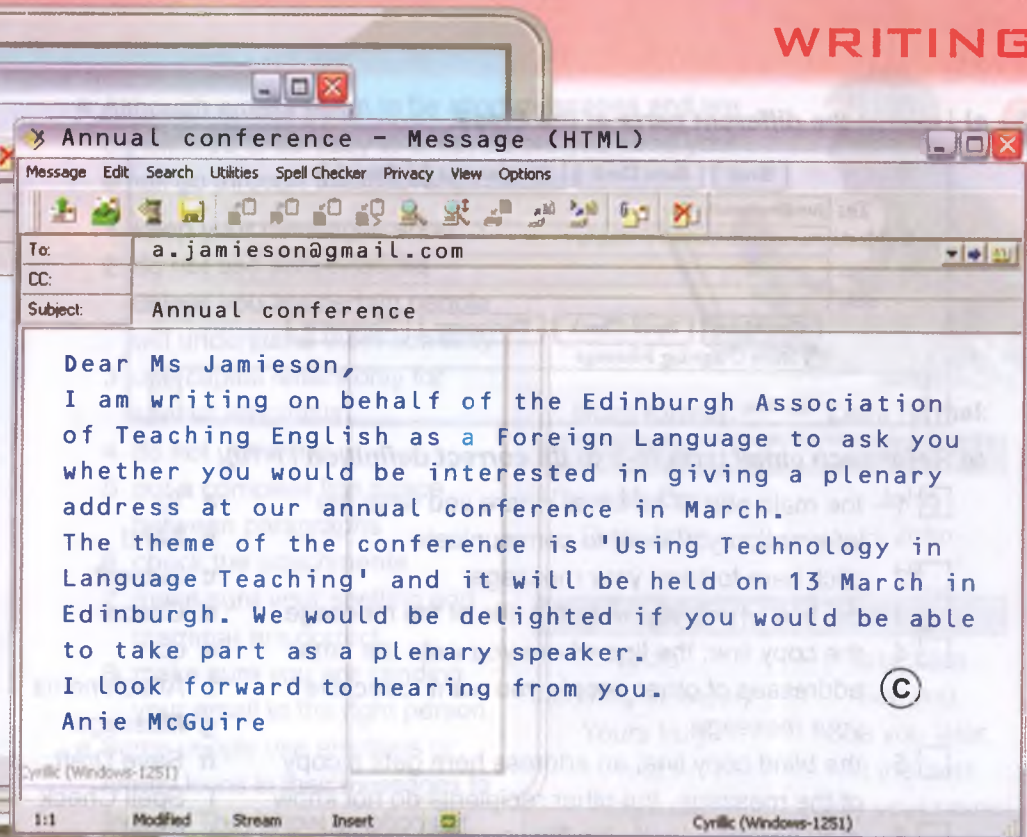 WRITING
Annual conference - Message (HTML)
Message Edit Search Utilities Spell Checker Privacy View Options
To: a.jamieson@gmail.com
CC:
Subject: Annual conference
Dear Ms Jamieson,
I am writing on behalf of the Edinburgh Association
of Teaching English as a Foreign Language to ask you
whether you would be interested in giving a plenary
address at our annual conference in March.
The theme of the conference is 'Using Technology in
Language Teaching' and it will be held on 13 March in
Edinburgh. We would be delighted if you would be able
to take part as a plenary speaker.
I look forward to hearing from you.
C
Anie McGuire
Cyrillic (Windows-1251)
1:1 Modified Stream Insert Cyrillic (Windows-1251)